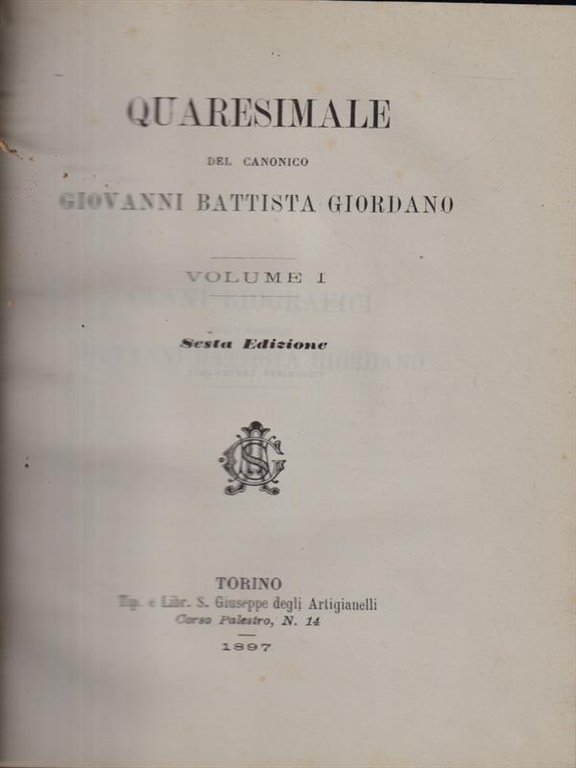 QUARESIMALE
DEL CANONICO
GIOVANNI BATTISTA GIORDANO
VOLUME I
Sesta Edizione
TORINO
Tip. e Libr. S. Giuseppe degli Artigianelli
Corso Palestro, N. 14
1897